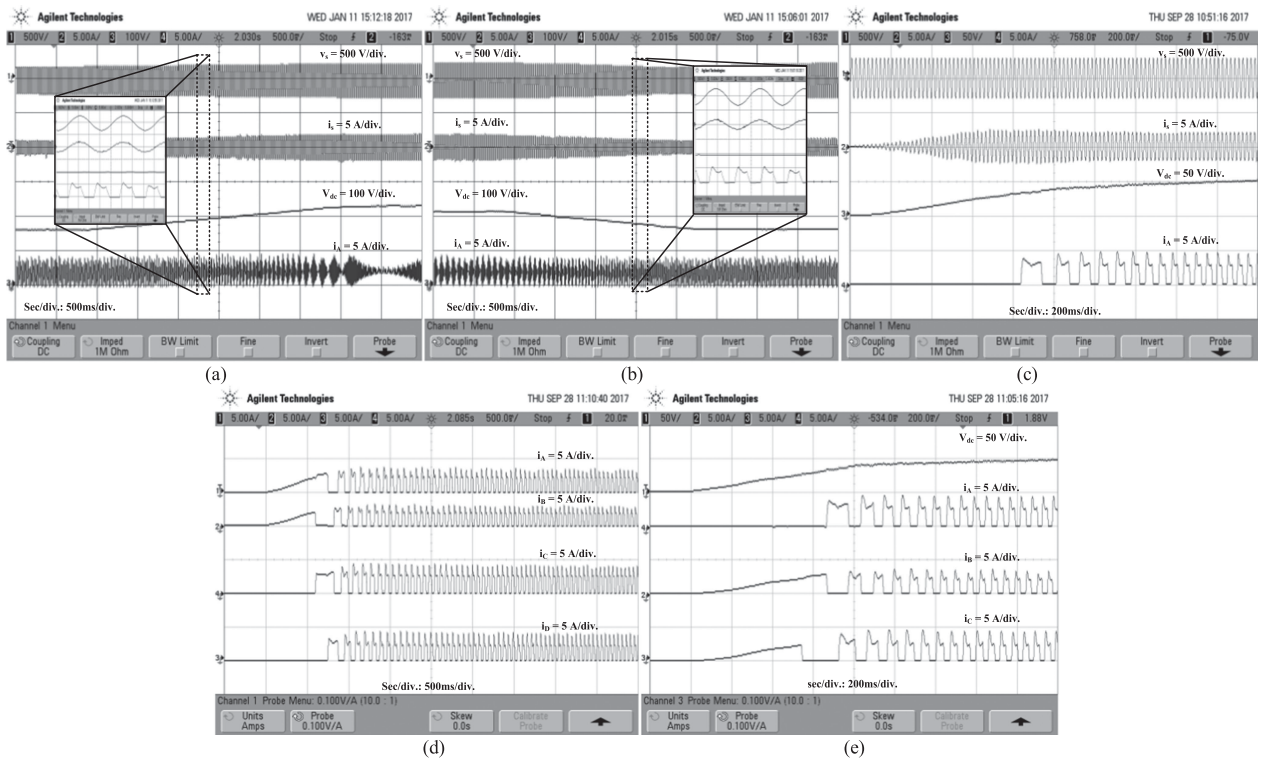 Agilent Technologies
WED JAN 11 15:12:18 2017
1 500V/ 2 5.00A/ 3 100V/ 4 5.00A/ 2.030s 500.0▽/ Stop 2 -163▽
vs = 500 V/div.
is = 5 A/div.
Vdc = 100 V/div.
iA = 5 A/div.
Sec/div.: 500ms/div.
Channel 1 Menu
Coupling DC
Imped 1M Ohm
BW Limit
Fine
Invert
Probe
(a)
Agilent Technologies
WED JAN 11 15:06:01 2017
1 500V/ 2 5.00A/ 3 100V/ 4 5.00A/ 2.015s 500.0▽/ Stop 2 -163▽
vs = 500 V/div.
is = 5 A/div.
Vdc = 100 V/div.
iA = 5 A/div.
Sec/div.: 500ms/div.
Channel 1 Menu
Coupling DC
Imped 1M Ohm
BW Limit
Fine
Invert
Probe
(b)
Agilent Technologies
THU SEP 28 10:51:16 2017
1 500V/ 2 5.00A/ 3 50V/ 4 5.00A/ 758.0▽ 200.0▽/ Stop 1 -75.0V
vs = 500 V/div.
is = 5 A/div.
Vdc = 50 V/div.
iA = 5 A/div.
Sec/div.: 200ms/div.
Channel 1 Menu
Coupling DC
Imped 1M Ohm
BW Limit
Fine
Invert
Probe
(c)
Agilent Technologies
THU SEP 28 11:10:40 2017
1 5.00A/ 2 5.00A/ 3 5.00A/ 4 5.00A/ 2.085s 500.0▽/ Stop 1 20.0▽
iA = 5 A/div.
iB = 5 A/div.
iC = 5 A/div.
iD = 5 A/div.
Sec/div.: 500ms/div.
Channel 1 Probe Menu: 0.100V/A (10.0 : 1)
Units Amps
Probe 0.100V/A
Skew 0.0s
Calibrate Probe
(d)
Agilent Technologies
THU SEP 28 11:05:16 2017
1 50V/ 2 5.00A/ 3 5.00A/ 4 5.00A/ -534.0▽ 200.0▽/ Stop 1 1.88V
Vdc = 50 V/div.
iA = 5 A/div.
iB = 5 A/div.
iC = 5 A/div.
sec/div.: 200ms/div.
Channel 3 Probe Menu: 0.100V/A (10.0 : 1)
Units Amps
Probe 0.100V/A
Skew 0.0s
Calibrate Probe
(e)